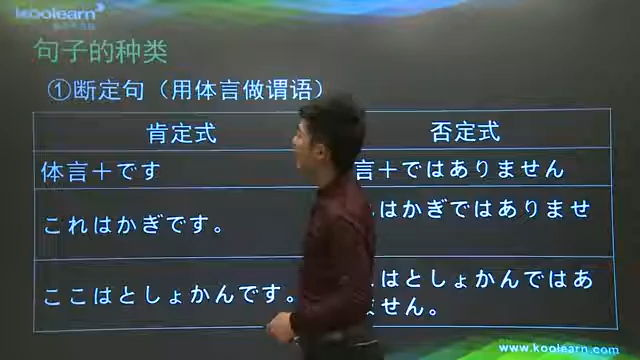 koolearn
句子的种类
①断定句（用体言做谓语）
肯定式
否定式
体言＋です
言＋ではありません
これはかぎです。
はかぎではありませ
ここはとしょかんです。
はとしょかんではあ
ません。
www.koolearn.com